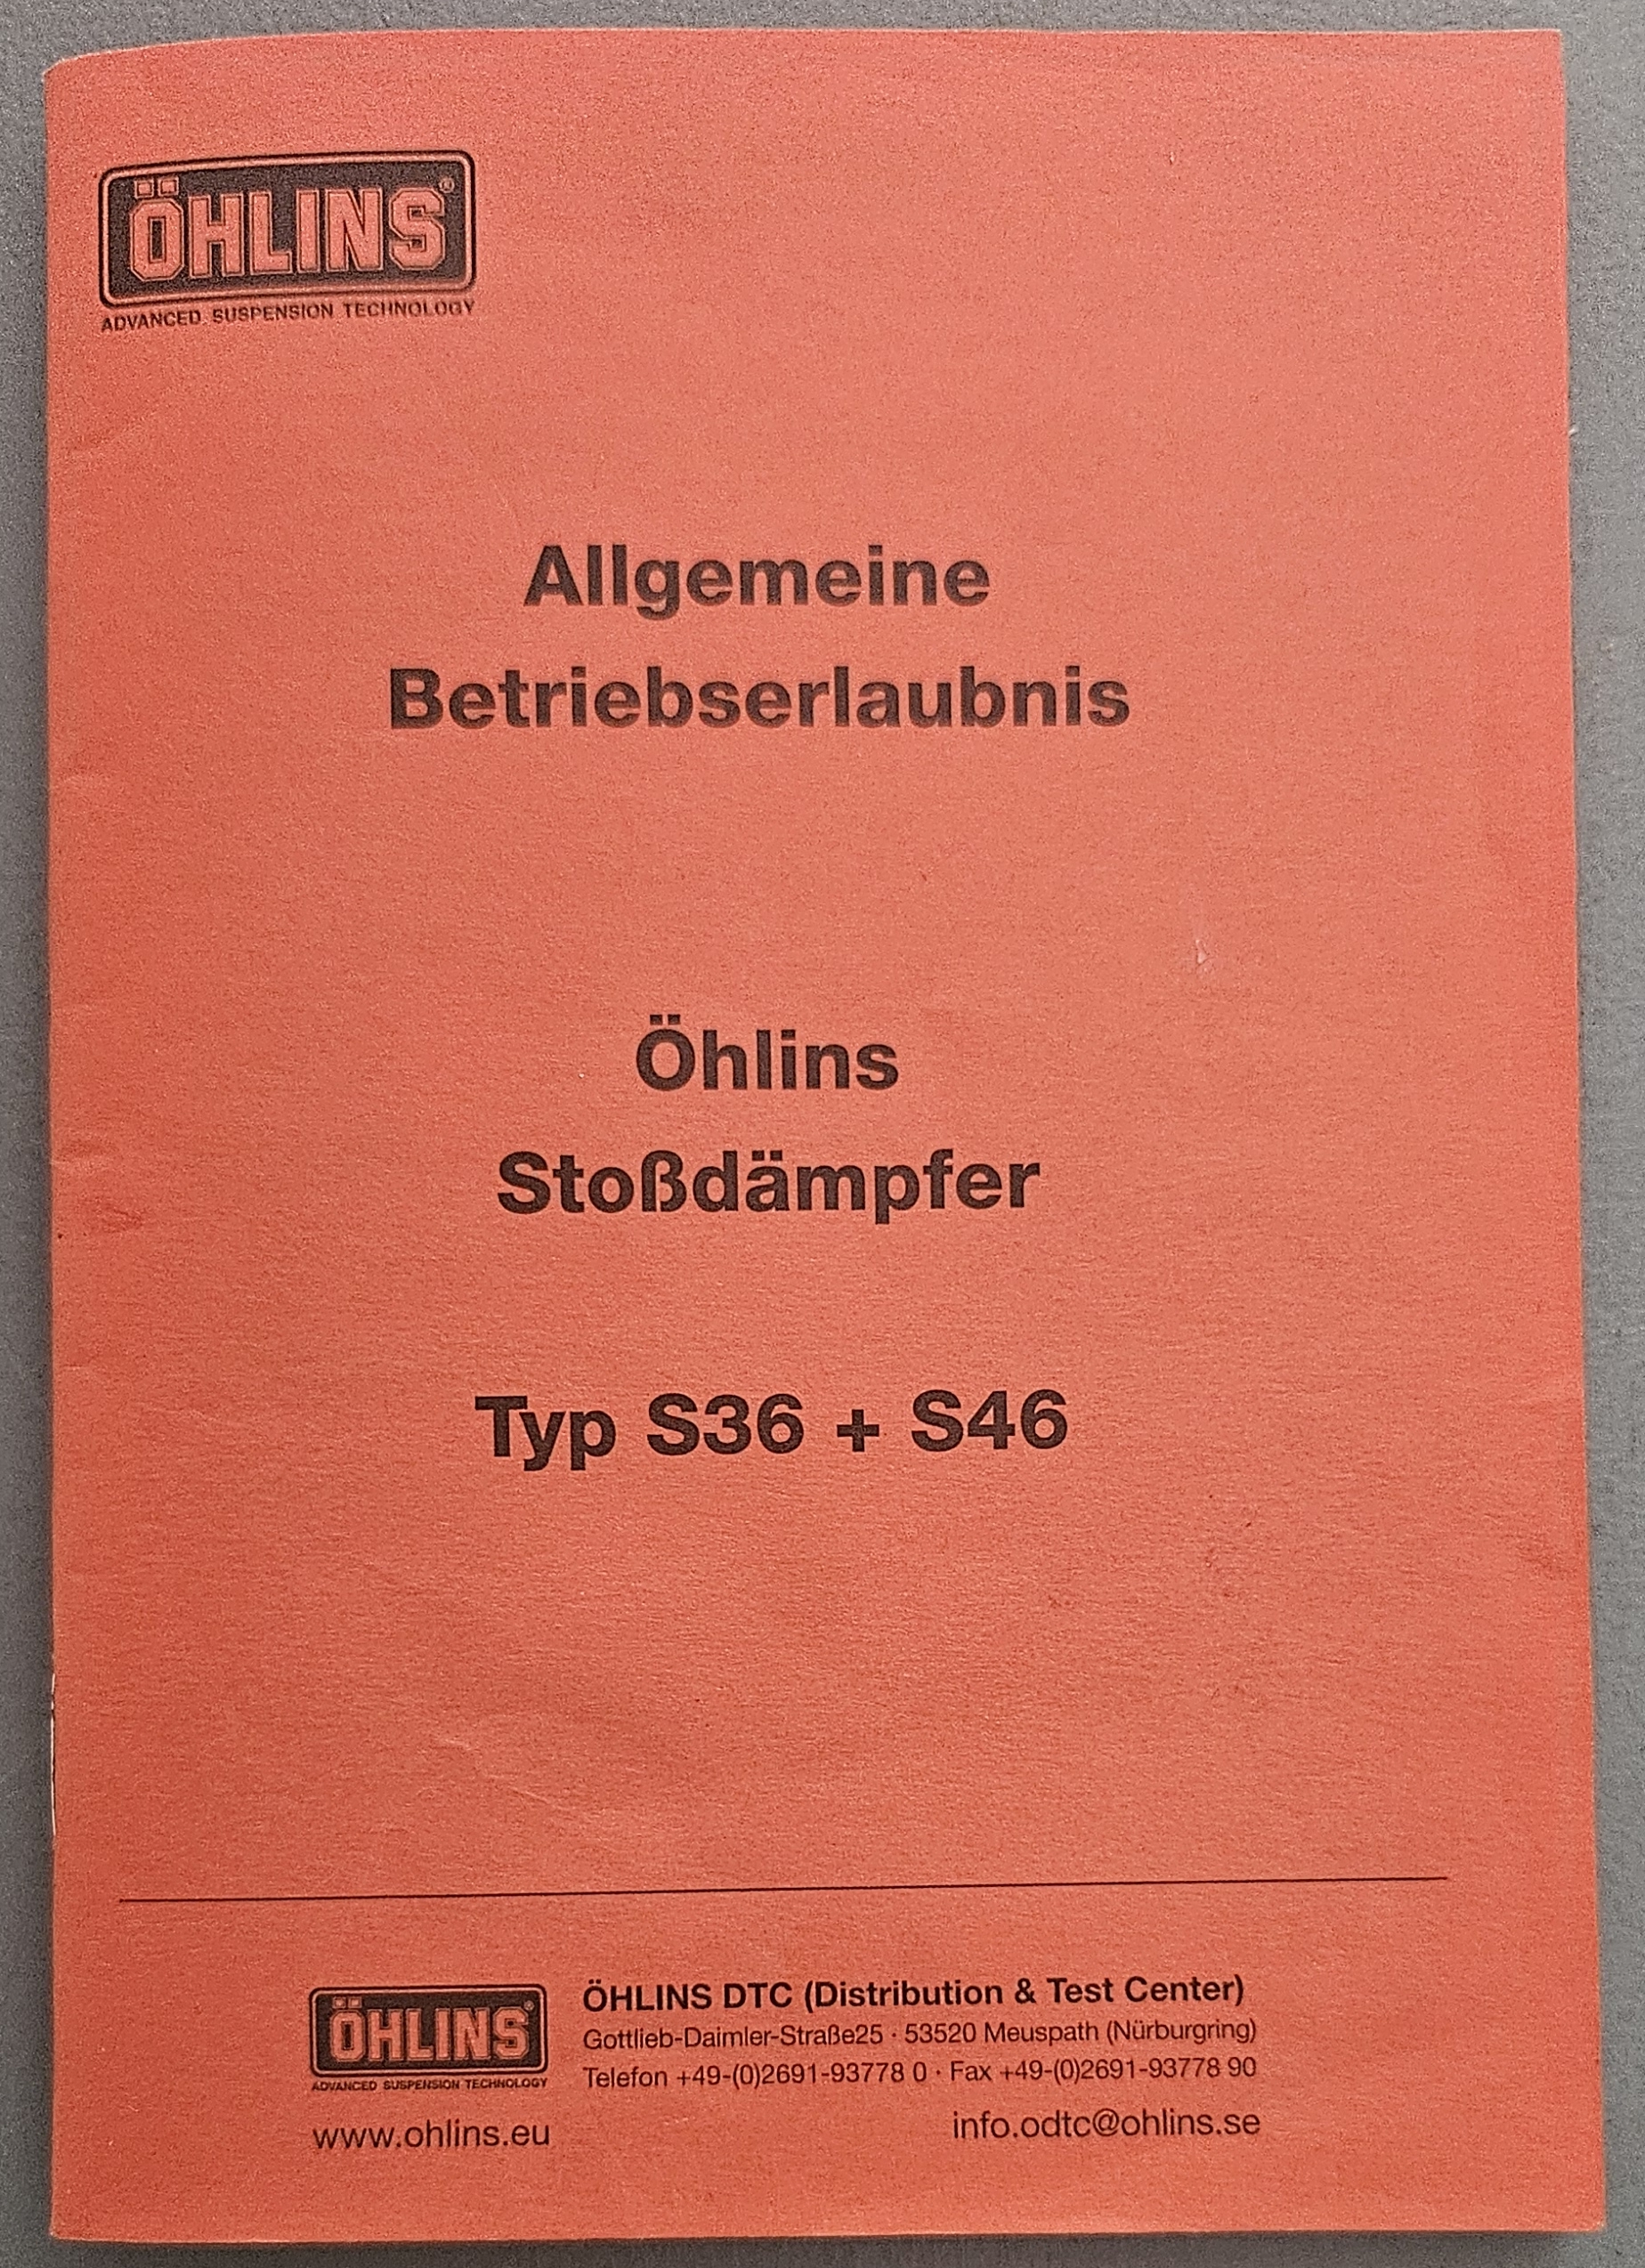 ÖHLINS®
ADVANCED SUSPENSION TECHNOLOGY
Allgemeine
Betriebserlaubnis
Öhlins
Stoßdämpfer
Typ S36 + S46
ÖHLINS®
ADVANCED SUSPENSION TECHNOLOGY
www.ohlins.eu
ÖHLINS DTC (Distribution & Test Center)
Gottlieb-Daimler-Straße25 · 53520 Meuspath (Nürburgring)
Telefon +49-(0)2691-93778 0 · Fax +49-(0)2691-93778 90
info.odtc@ohlins.se